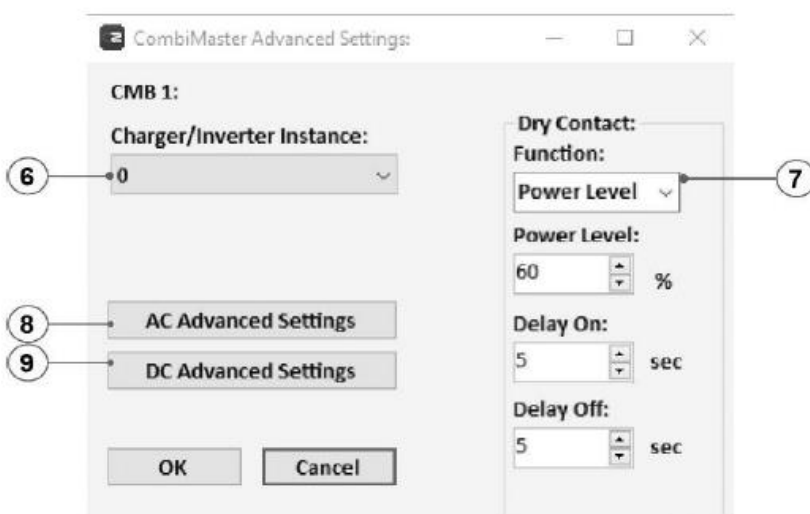 CombiMaster Advanced Settings:
CMB 1:
Charger/Inverter Instance:
6
0
8
AC Advanced Settings
9
DC Advanced Settings
OK
Cancel
Dry Contact:
Function:
Power Level
7
Power Level:
60
%
Delay On:
5
sec
Delay Off:
5
sec